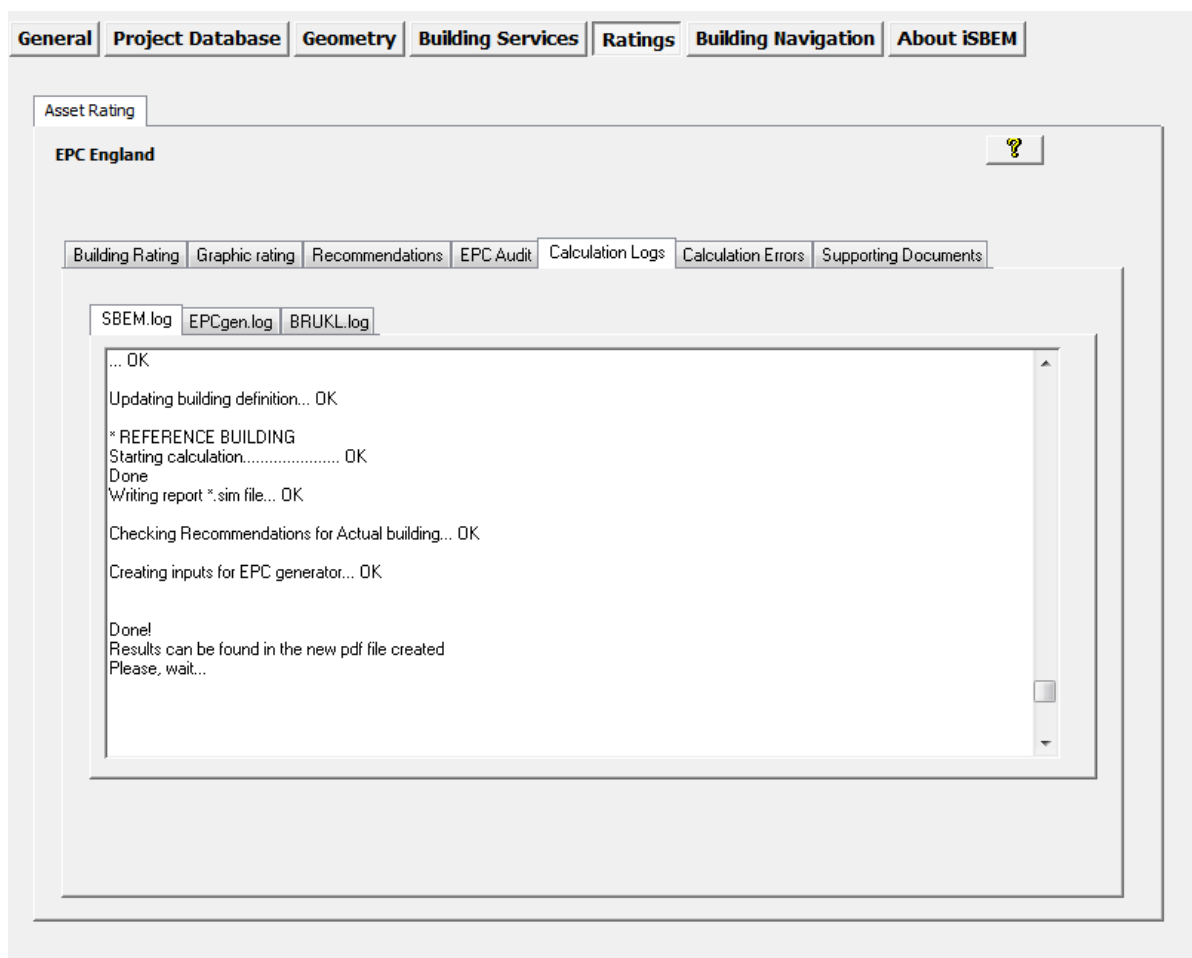 General Project Database Geometry Building Services Ratings Building Navigation About iSBEM
Asset Rating
EPC England
?
Building Rating Graphic rating Recommendations EPC Audit Calculation Logs Calculation Errors Supporting Documents
SBEM.log EPCgen.log BRUKL.log
... OK
Updating building definition... OK
* REFERENCE BUILDING
Starting calculation...................... OK
Done
Writing report *.sim file... OK
Checking Recommendations for Actual building... OK
Creating inputs for EPC generator... OK
Done!
Results can be found in the new pdf file created
Please, wait...